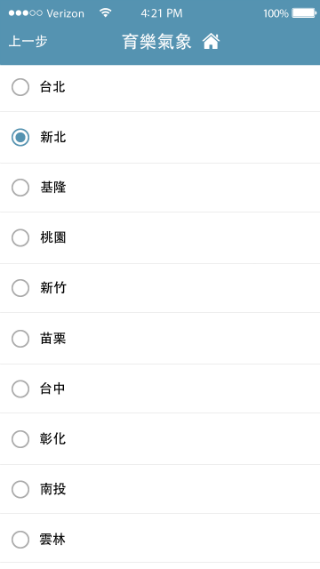 Verizon 4:21 PM 100%
上一步 育樂氣象
台北
新北
基隆
桃園
新竹
苗栗
台中
彰化
南投
雲林